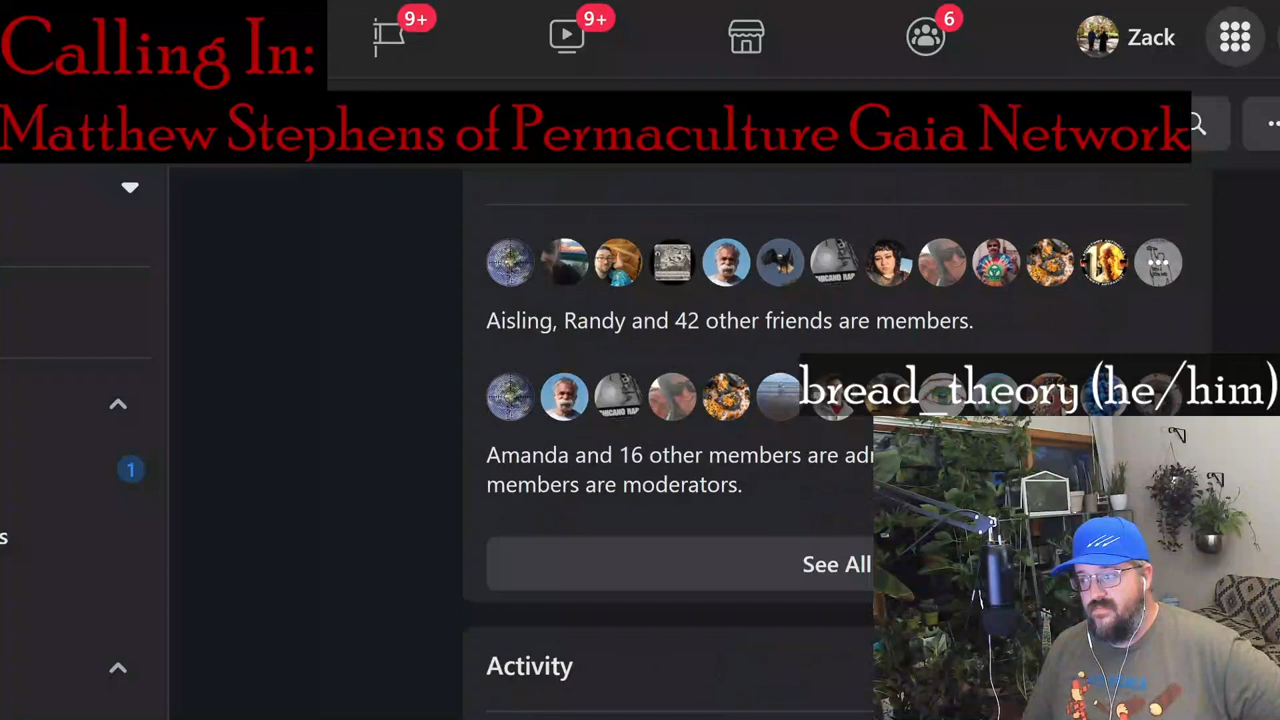 Calling In:
9+
9+
6
Zack
Matthew Stephens of Permaculture Gaia Network
Aisling, Randy and 42 other friends are members.
bread_theory (he/him)
Amanda and 16 other members are
members are moderators.
1
s
See All
Activity